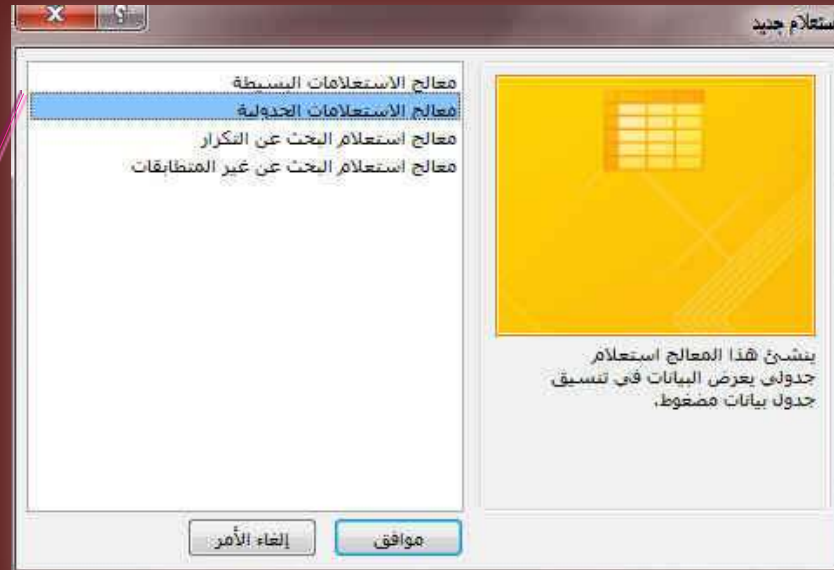 استعلام جديد
معالج الاستعلامات البسيطة
معالج الاستعلامات الجدولية
معالج استعلام البحث عن التكرار
معالج استعلام البحث عن غير المتطابقات
ينشئ هذا المعالج استعلام
جدولي يعرض البيانات في تنسيق
جدول بيانات مضغوط.
موافق
إلغاء الأمر